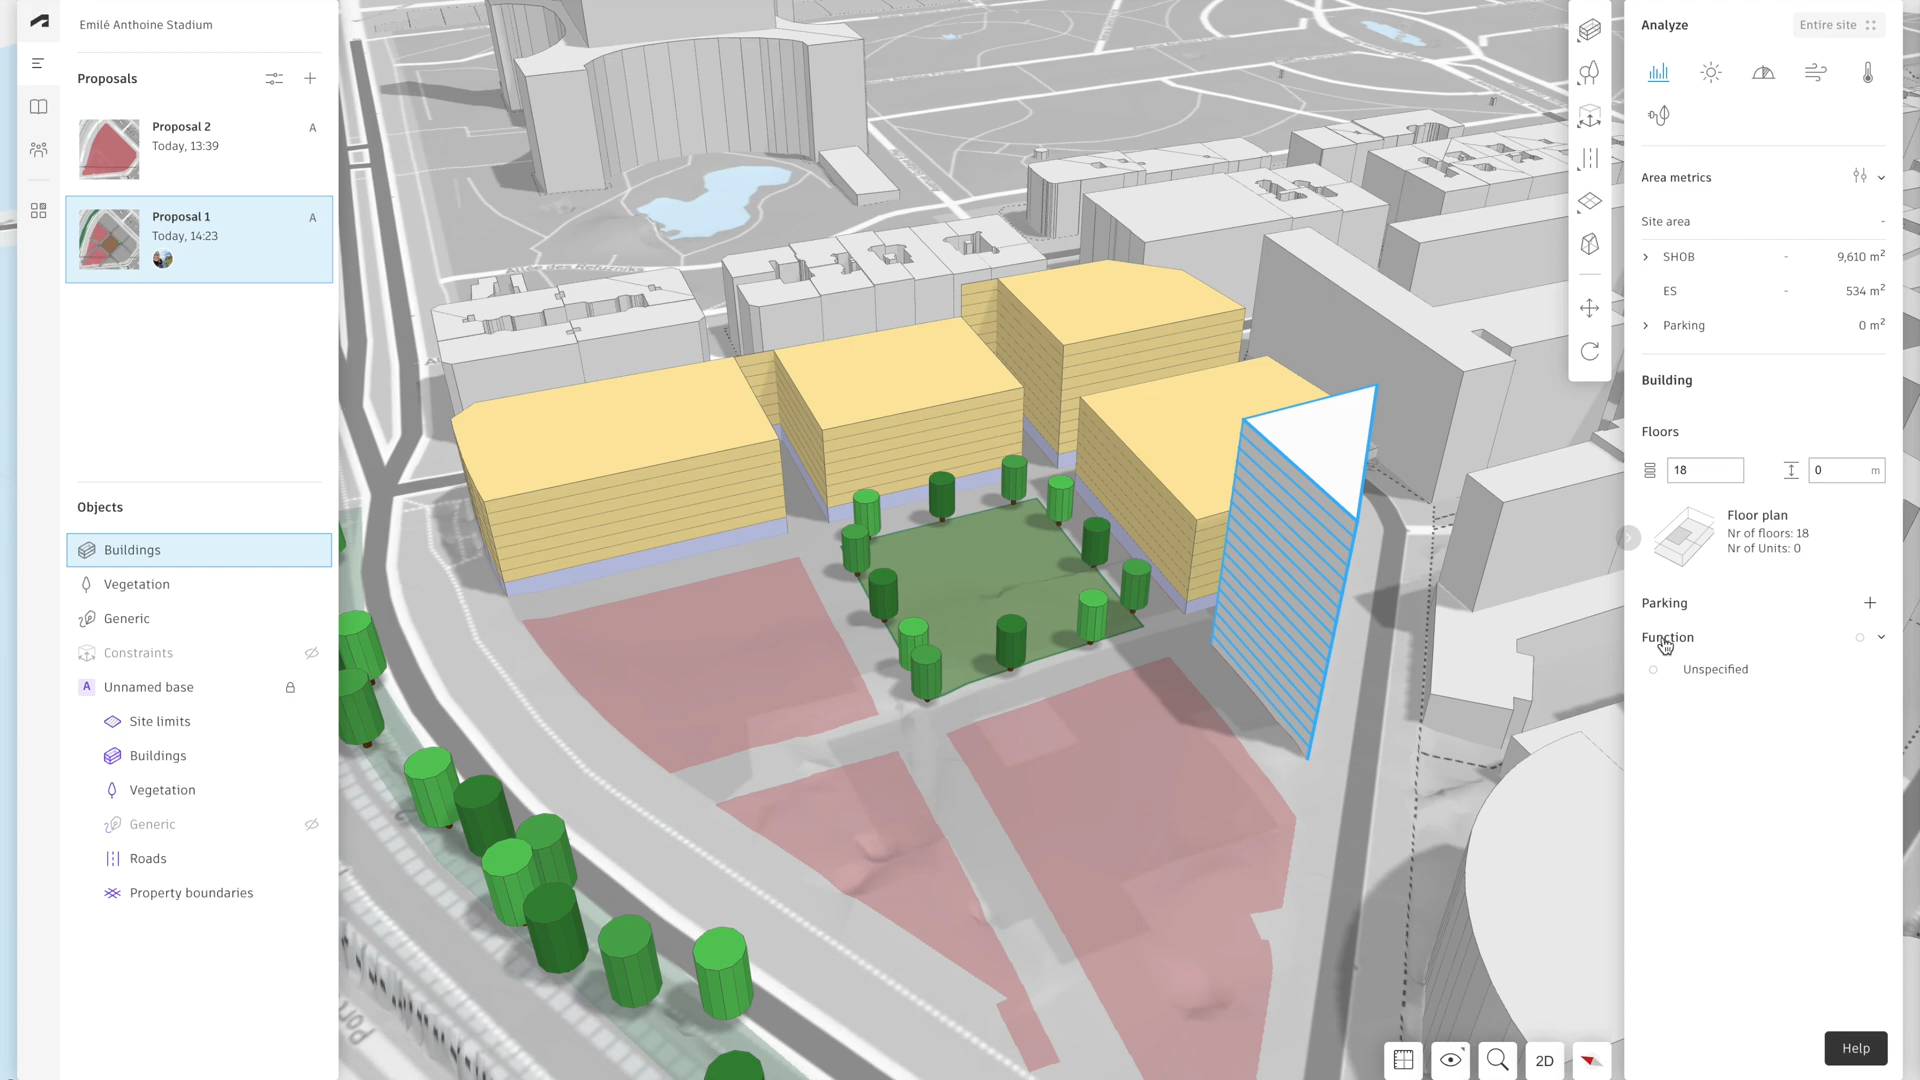 Emilé Anthoine Stadium
Proposals
Proposal 2
A
Today, 13:39
Proposal 1
A
Today, 14:23
Objects
Buildings
Vegetation
Generic
Constraints
A Unnamed base
Site limits
Buildings
Vegetation
Generic
Roads
Property boundaries
Analyze
Entire site
Area metrics
Site area -
SHOB - 9,610 m²
ES - 534 m²
Parking 0 m²
Building
Floors
18
0 m
Floor plan
Nr of floors: 18
Nr of Units: 0
Parking
Function
Unspecified
2D
Help